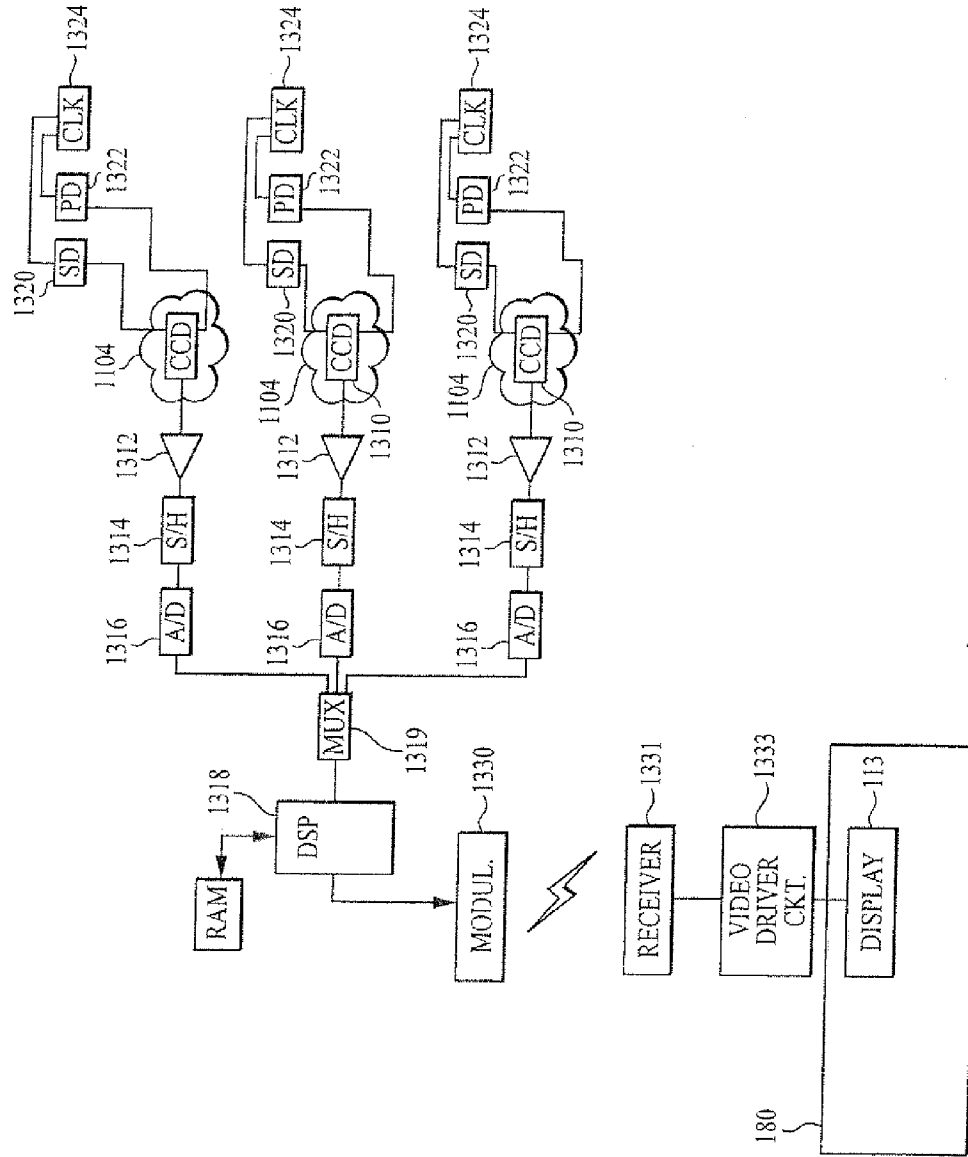 1320
SD
PD
CLK
1324
1322
1104
CCD
1312
1314
S/H
1316
A/D
1320
SD
PD
CLK
1324
1322
1104
CCD
1310
1312
1314
S/H
1316
A/D
1320
SD
PD
CLK
1324
1322
1104
CCD
1310
1312
1314
S/H
1316
A/D
MUX
1319
1318
DSP
RAM
MODUL.
1330
RECEIVER
1331
VIDEO
DRIVER
CKT.
1333
DISPLAY
113
180